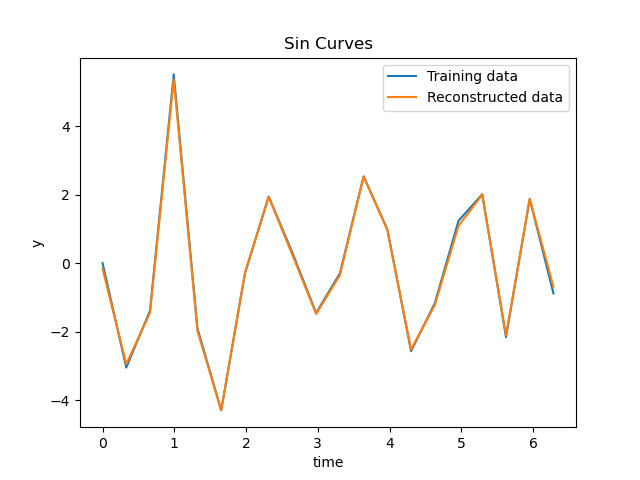 Sin Curves
Training data
Reconstructed data
y
4
2
0
−2
−4
0 1 2 3 4 5 6
time